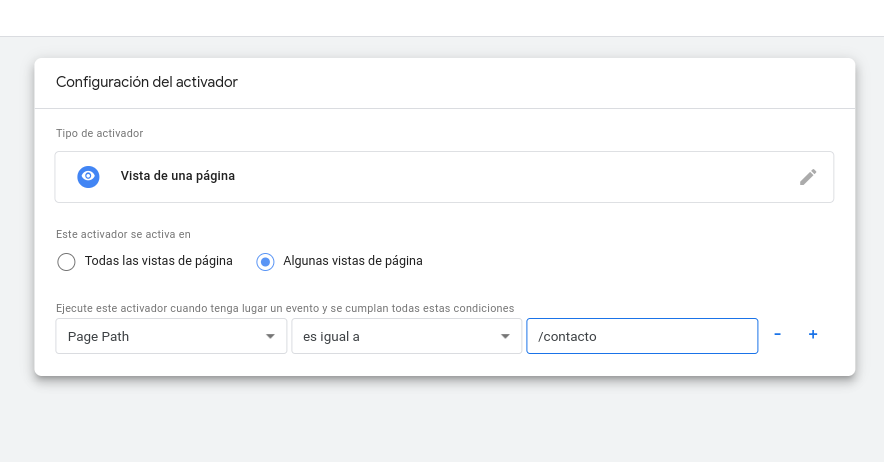 Configuración del activador
Tipo de activador
Vista de una página
Este activador se activa en
Todas las vistas de página Algunas vistas de página
Ejecute este activador cuando tenga lugar un evento y se cumplan todas estas condiciones
Page Path es igual a /contacto - +